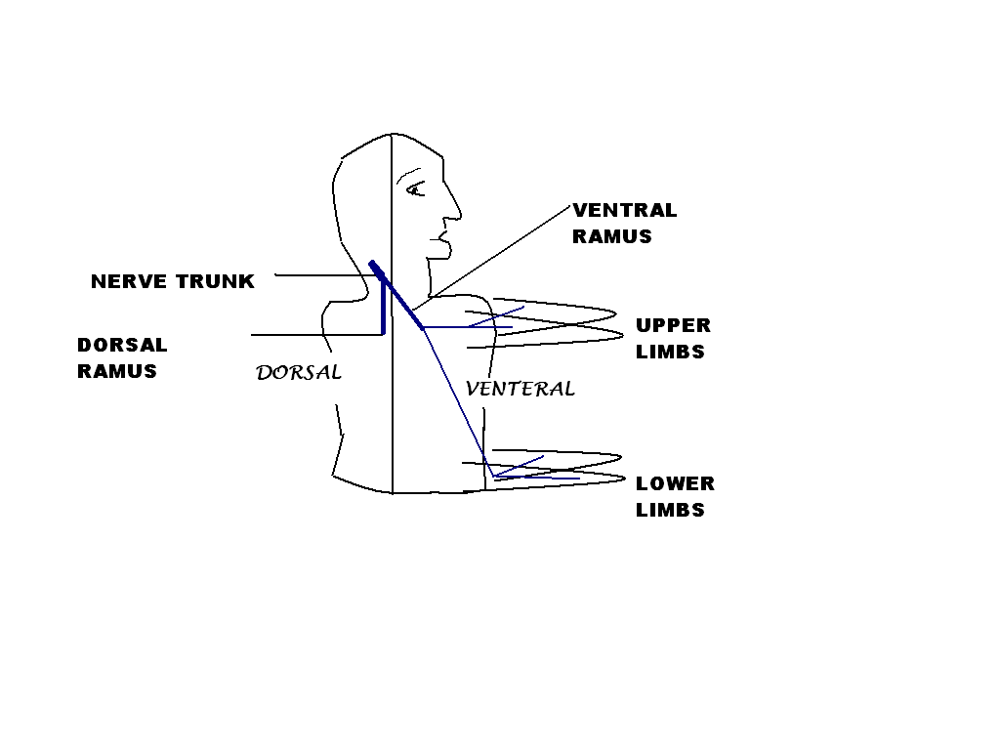 VENTRAL
RAMUS
NERVE TRUNK
UPPER
LIMBS
DORSAL
RAMUS
DORSAL
VENTERAL
LOWER
LIMBS